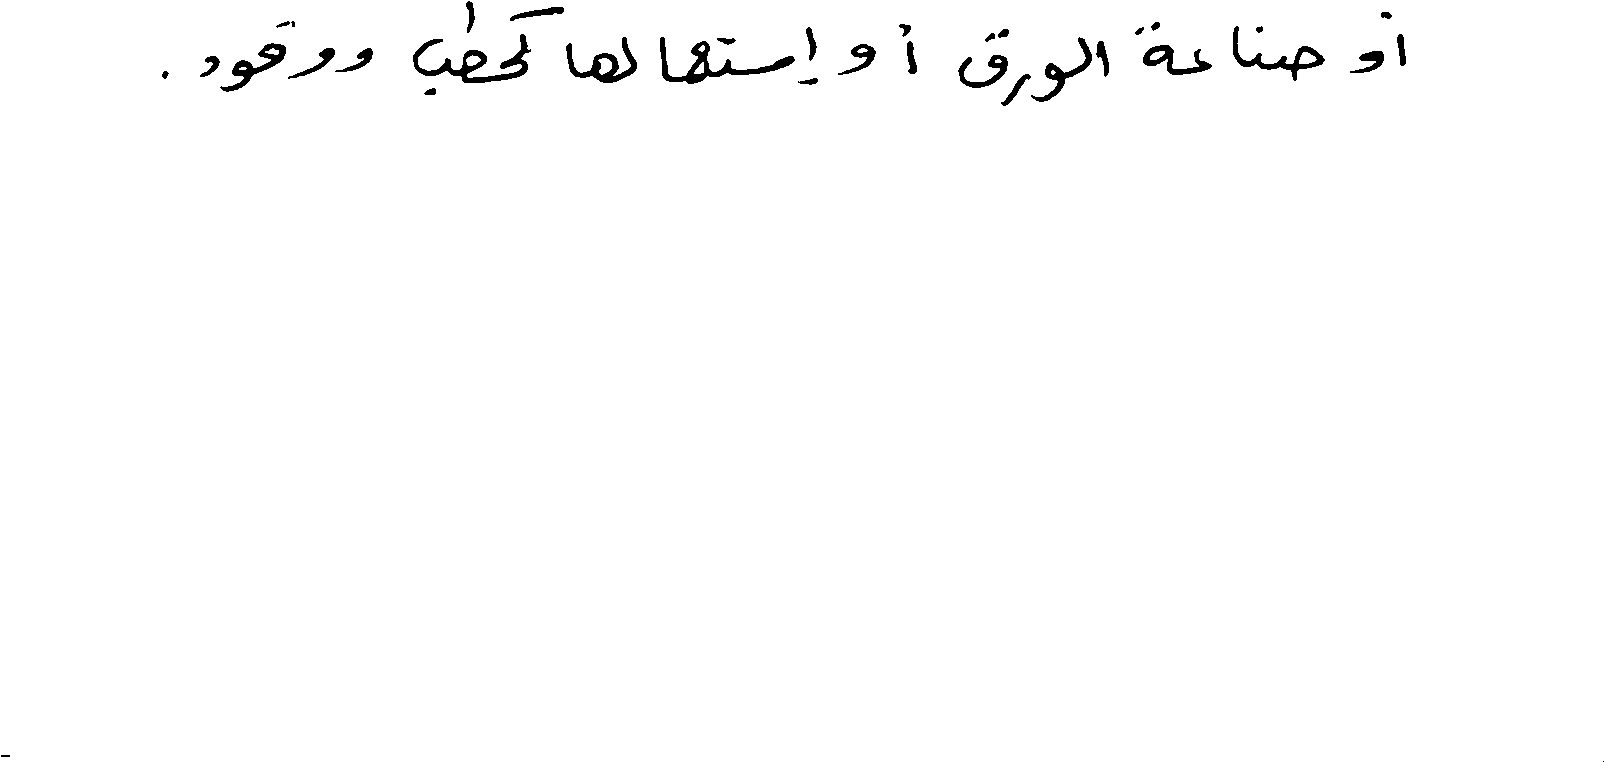 أو صناعة الورق أو إستعمالها كحطب ووقود .